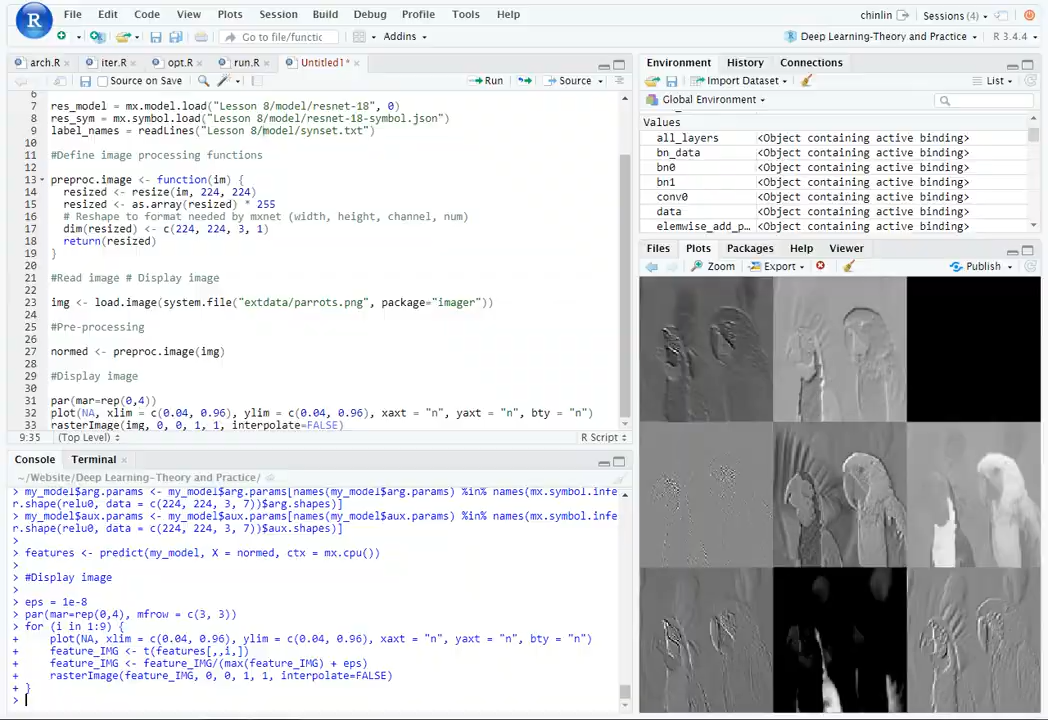 R File Edit Code View Plots Session Build Debug Profile Tools Help chinlin Sessions (4)
Go to file/functic Addins Deep Learning-Theory and Practice R 3.4.4
arch.R iter.R opt.R run.R Untitled1*
Source on Save Run Source
6
7 res_model = mx.model.load("Lesson 8/model/resnet-18", 0)
8 res_sym = mx.symbol.load("Lesson 8/model/resnet-18-symbol.json")
9 label_names = readLines("Lesson 8/model/synset.txt")
10
11 #Define image processing functions
12
13 preproc.image <- function(im) {
14 resized <- resize(im, 224, 224)
15 resized <- as.array(resized) * 255
16 # Reshape to format needed by mxnet (width, height, channel, num)
17 dim(resized) <- c(224, 224, 3, 1)
18 return(resized)
19 }
20
21 #Read image # Display image
22
23 img <- load.image(system.file("extdata/parrots.png", package="imager"))
24
25 #Pre-processing
26
27 normed <- preproc.image(img)
28
29 #Display image
30
31 par(mar=rep(0,4))
32 plot(NA, xlim = c(0.04, 0.96), ylim = c(0.04, 0.96), xaxt = "n", yaxt = "n", bty = "n")
33 rasterImage(img, 0, 0, 1, 1, interpolate=FALSE)
9:35 (Top Level) R Script
Console Terminal
~/Website/Deep Learning-Theory and Practice/
> my_model$arg.params <- my_model$arg.params[names(my_model$arg.params) %in% names(mx.symbol.infe
r.shape(relu0, data = c(224, 224, 3, 7))$arg.shapes)]
> my_model$aux.params <- my_model$aux.params[names(my_model$aux.params) %in% names(mx.symbol.infe
r.shape(relu0, data = c(224, 224, 3, 7))$aux.shapes)]
>
> features <- predict(my_model, X = normed, ctx = mx.cpu())
>
> #Display image
>
> eps = 1e-8
> par(mar=rep(0,4), mfrow = c(3, 3))
> for (i in 1:9) {
+ plot(NA, xlim = c(0.04, 0.96), ylim = c(0.04, 0.96), xaxt = "n", yaxt = "n", bty = "n")
+ feature_IMG <- t(features[,,i,])
+ feature_IMG <- feature_IMG/(max(feature_IMG) + eps)
+ rasterImage(feature_IMG, 0, 0, 1, 1, interpolate=FALSE)
+ }
>
Environment History Connections
Import Dataset List
Global Environment
Values
all_layers <Object containing active binding>
bn_data <Object containing active binding>
bn0 <Object containing active binding>
bn1 <Object containing active binding>
conv0 <Object containing active binding>
data <Object containing active binding>
elemwise_add_p… <Object containing active binding>
Files Plots Packages Help Viewer
Zoom Export Publish